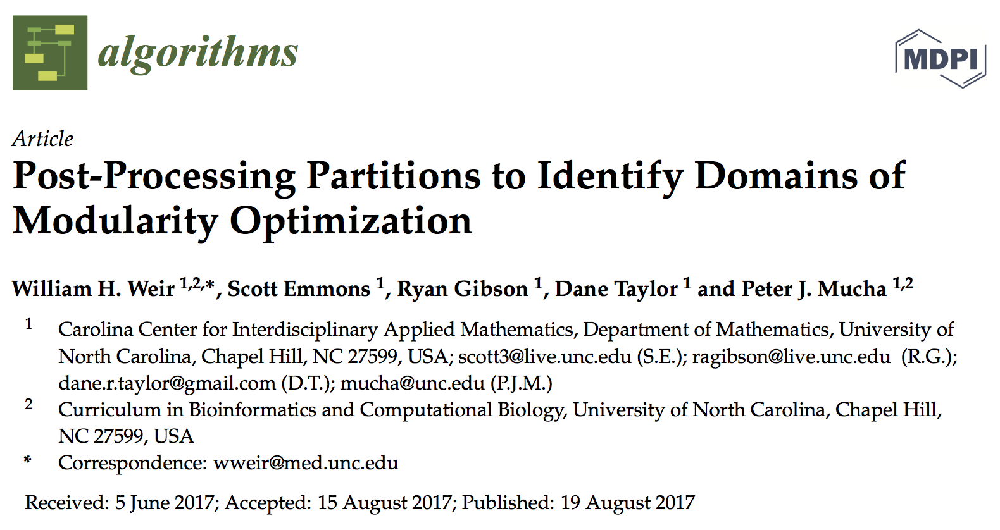 algorithms
MDPI
Article
Post-Processing Partitions to Identify Domains of
Modularity Optimization
William H. Weir 1,2,*, Scott Emmons 1, Ryan Gibson 1, Dane Taylor 1 and Peter J. Mucha 1,2
1 Carolina Center for Interdisciplinary Applied Mathematics, Department of Mathematics, University of
North Carolina, Chapel Hill, NC 27599, USA; scott3@live.unc.edu (S.E.); ragibson@live.unc.edu (R.G.);
dane.r.taylor@gmail.com (D.T.); mucha@unc.edu (P.J.M.)
2 Curriculum in Bioinformatics and Computational Biology, University of North Carolina, Chapel Hill,
NC 27599, USA
* Correspondence: wweir@med.unc.edu
Received: 5 June 2017; Accepted: 15 August 2017; Published: 19 August 2017